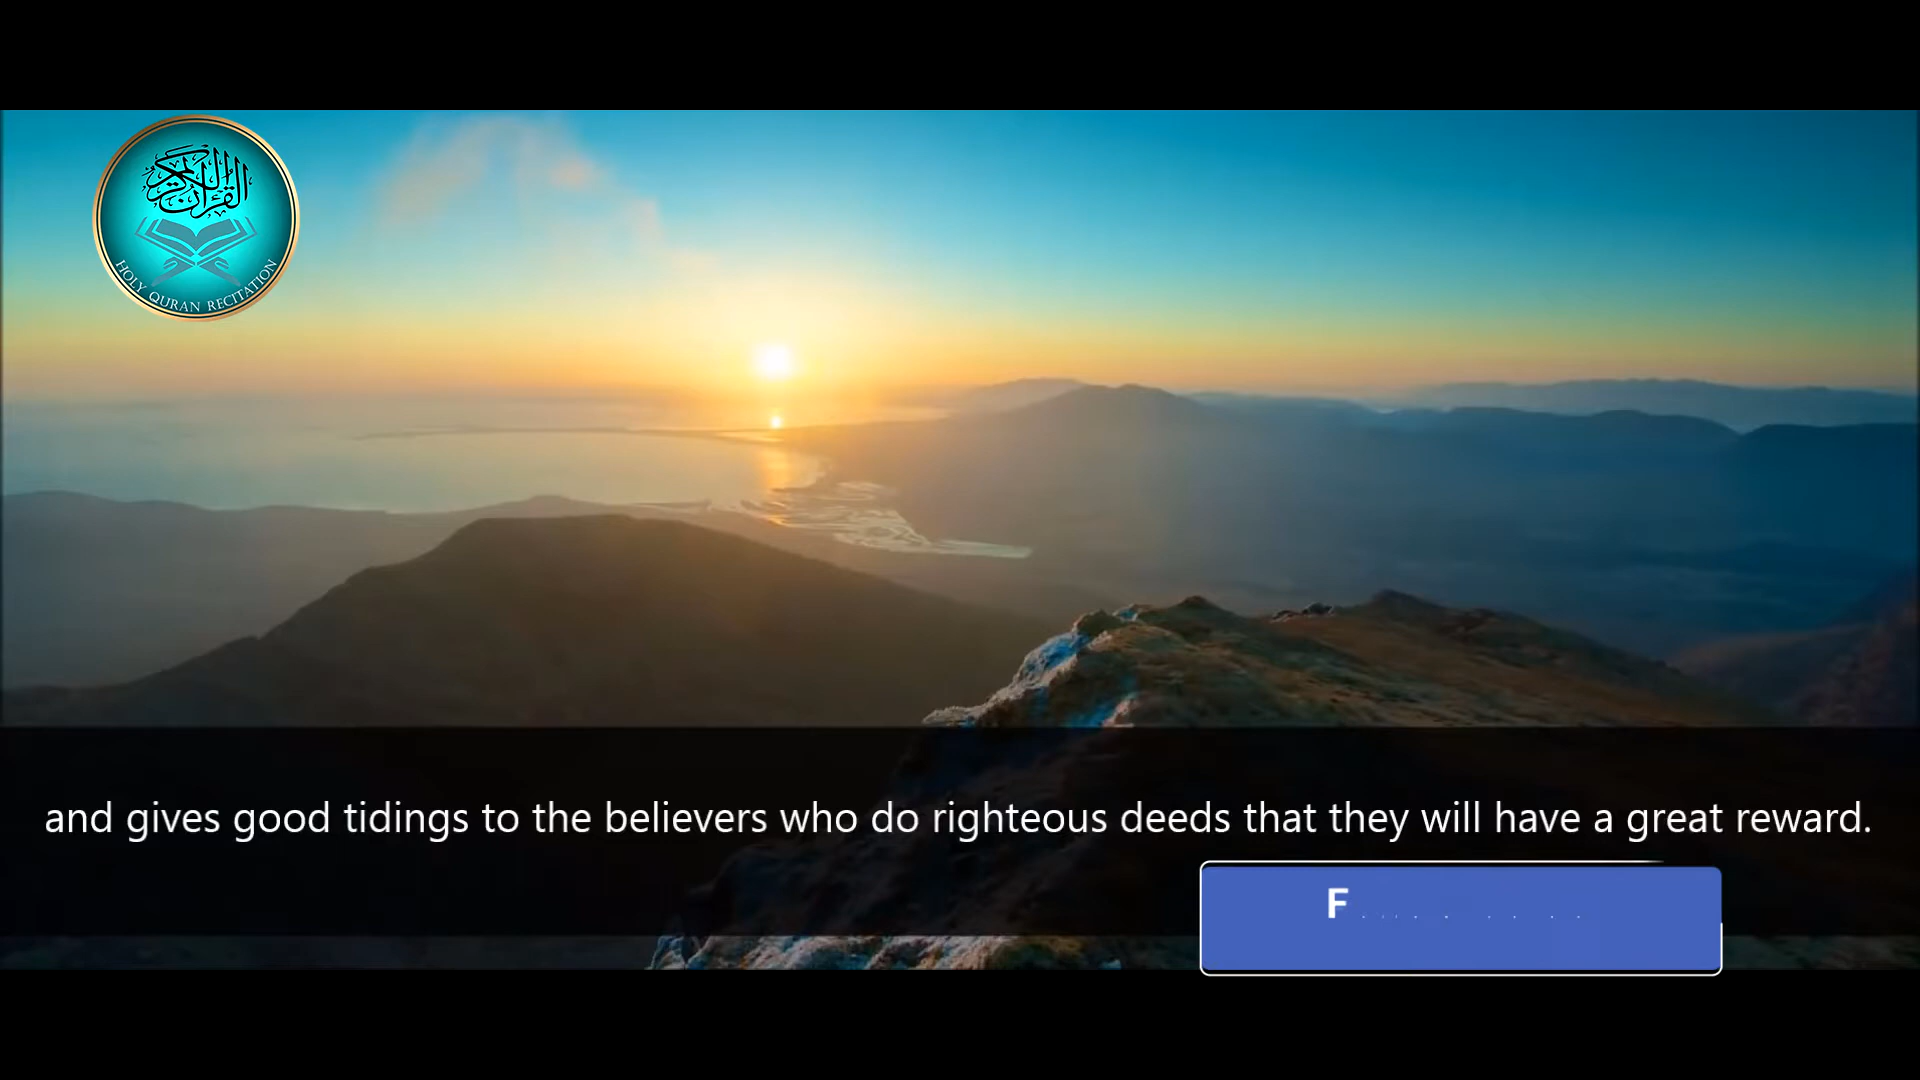 القرآن الكريم
HOLY QURAN RECITATION
and gives good tidings to the believers who do righteous deeds that they will have a great reward.
F